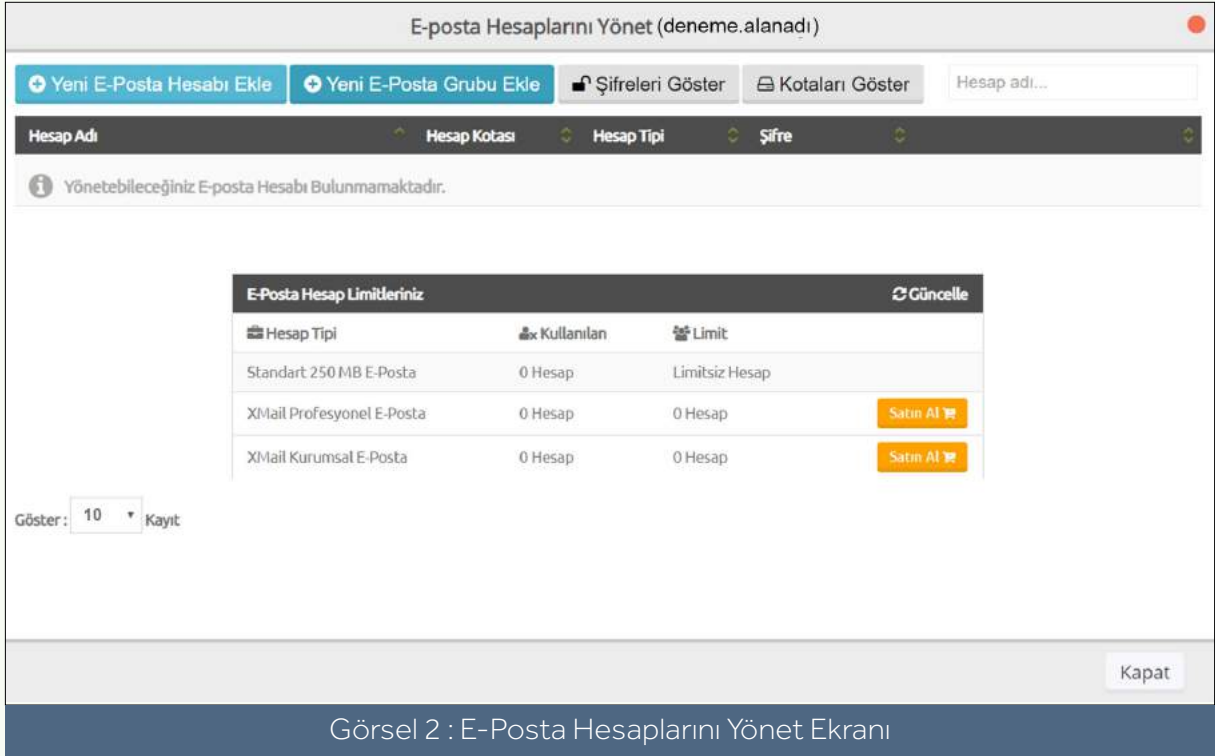 E-posta Hesaplarını Yönet (deneme.alanadı)
Yeni E-Posta Hesabı Ekle Yeni E-Posta Grubu Ekle Şifreleri Göster Kotaları Göster Hesap adı...
Hesap Adı Hesap Kotası Hesap Tipi Şifre
Yönetebileceğiniz E-posta Hesabı Bulunmamaktadır.
E-Posta Hesap Limitleriniz Güncelle
Hesap Tipi Kullanılan Limit
Standart 250 MB E-Posta 0 Hesap Limitsiz Hesap
XMail Profesyonel E-Posta 0 Hesap 0 Hesap Satın Al
XMail Kurumsal E-Posta 0 Hesap 0 Hesap Satın Al
Göster : 10 Kayıt
Kapat
Görsel 2 : E-Posta Hesaplarını Yönet Ekranı